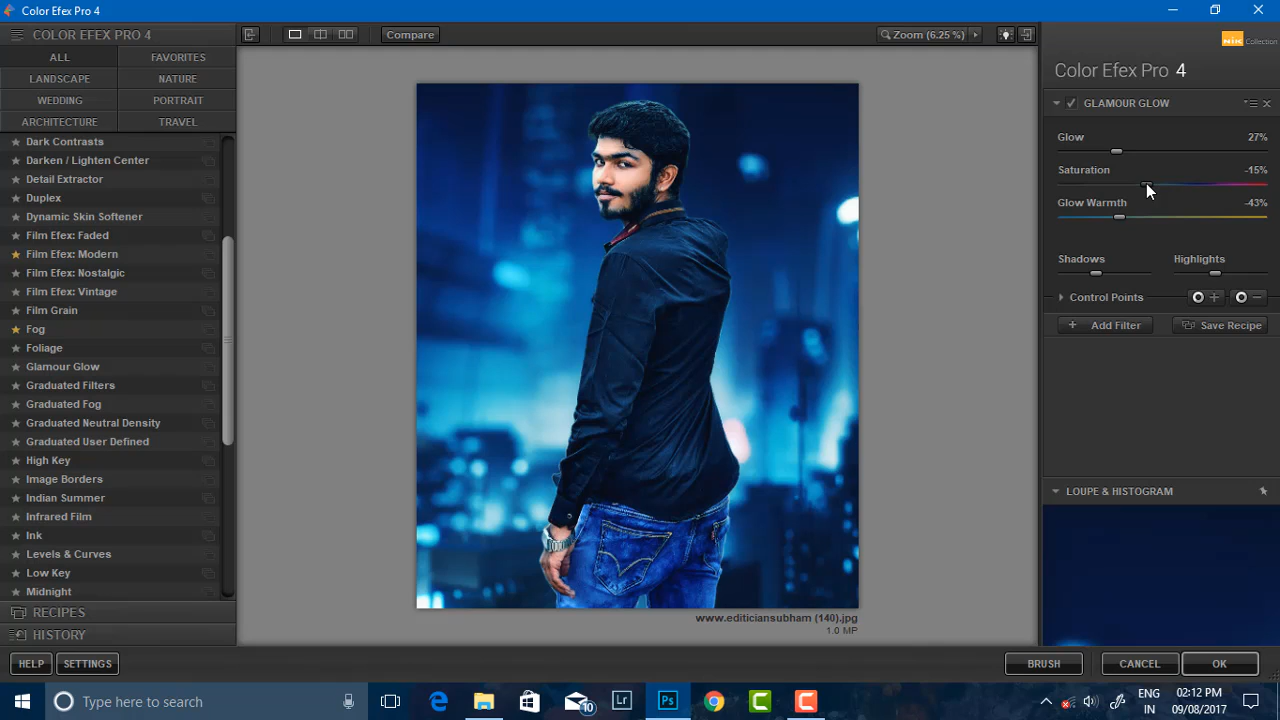 Color Efex Pro 4
COLOR EFEX PRO 4
ALL
FAVORITES
LANDSCAPE
NATURE
WEDDING
PORTRAIT
ARCHITECTURE
TRAVEL
Dark Contrasts
Darken / Lighten Center
Detail Extractor
Duplex
Dynamic Skin Softener
Film Efex: Faded
Film Efex: Modern
Film Efex: Nostalgic
Film Efex: Vintage
Film Grain
Fog
Foliage
Glamour Glow
Graduated Filters
Graduated Fog
Graduated Neutral Density
Graduated User Defined
High Key
Image Borders
Indian Summer
Infrared Film
Ink
Levels & Curves
Low Key
Midnight
RECIPES
HISTORY
HELP
SETTINGS
Compare
Zoom (6.25 %)
www.editiciansubham (140).jpg
1.0 MP
Nik Collection
Color Efex Pro 4
GLAMOUR GLOW
Glow 27%
Saturation -15%
Glow Warmth -43%
Shadows Highlights
Control Points
Add Filter
Save Recipe
LOUPE & HISTOGRAM
BRUSH
CANCEL
OK
Type here to search
10
Lr
Ps
ENG
IN
02:12 PM
09/08/2017